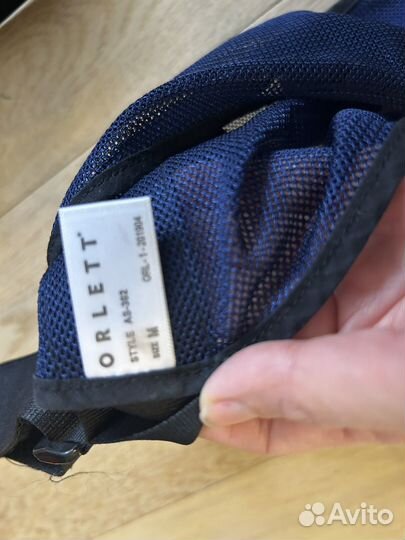 ORLETT
STYLE AS-302
ORL-1-201904
SIZE M
Avito